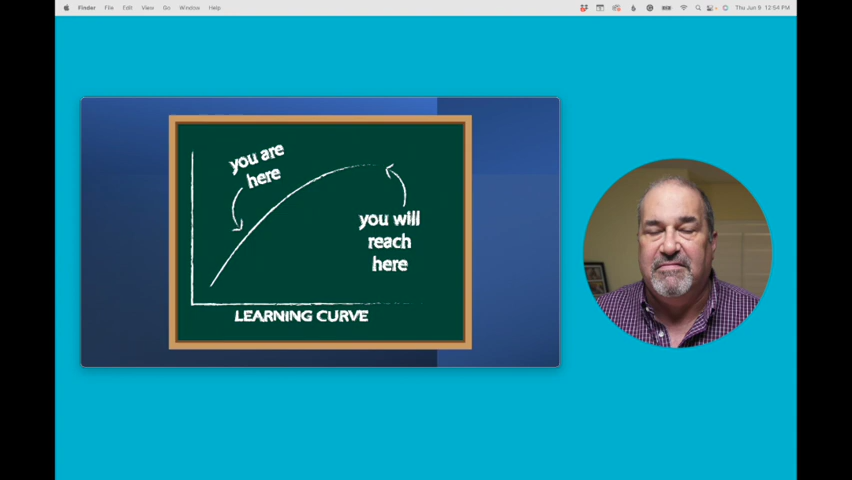 Finder File Edit View Go Window Help Thu Jun 9 12:54 PM
you are
here
you will
reach
here
LEARNING CURVE